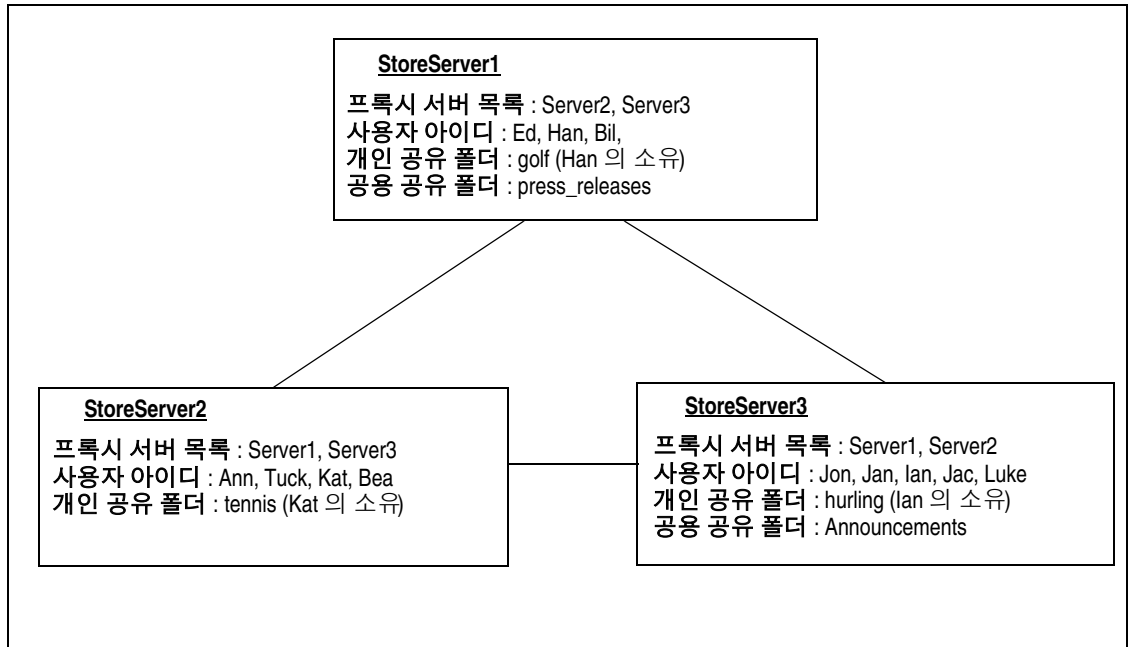 StoreServer1
프록시 서버 목록 : Server2, Server3
사용자 아이디 : Ed, Han, Bil,
개인 공유 폴더 : golf (Han 의 소유)
공용 공유 폴더 : press_releases
StoreServer2
프록시 서버 목록 : Server1, Server3
사용자 아이디 : Ann, Tuck, Kat, Bea
개인 공유 폴더 : tennis (Kat 의 소유)
StoreServer3
프록시 서버 목록 : Server1, Server2
사용자 아이디 : Jon, Jan, Ian, Jac, Luke
개인 공유 폴더 : hurling (Ian 의 소유)
공용 공유 폴더 : Announcements